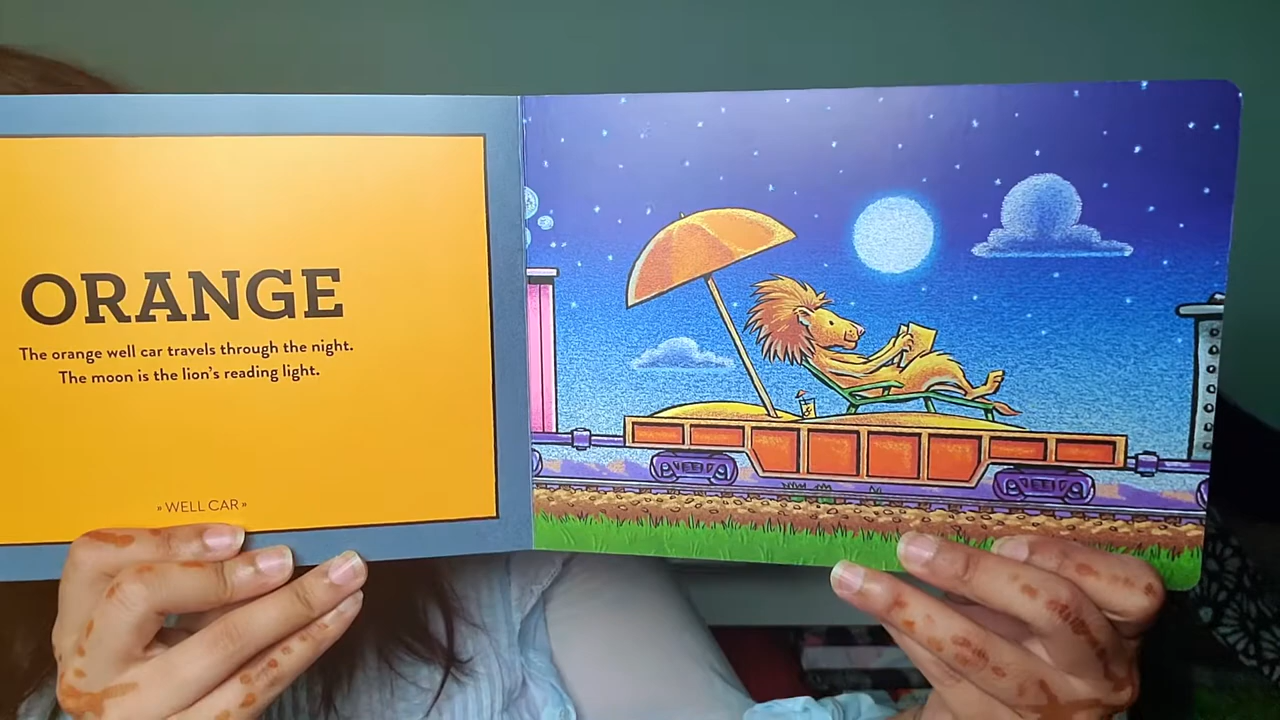 ORANGE
The orange well car travels through the night.
The moon is the lion's reading light.
» WELL CAR »